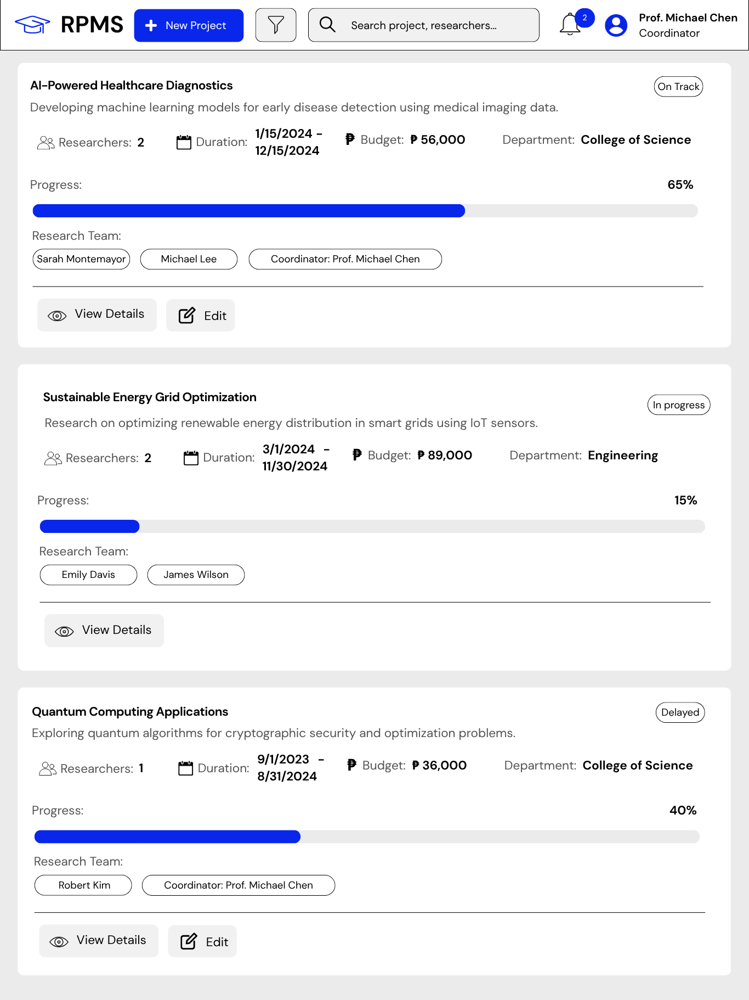 RPMS
New Project
Search project, researchers...
2
Prof. Michael Chen
Coordinator
AI-Powered Healthcare Diagnostics
On Track
Developing machine learning models for early disease detection using medical imaging data.
Researchers: 2
Duration: 1/15/2024 -
12/15/2024
₱ Budget: ₱ 56,000
Department: College of Science
Progress:
65%
Research Team:
Sarah Montemayor
Michael Lee
Coordinator: Prof. Michael Chen
View Details
Edit
Sustainable Energy Grid Optimization
In progress
Research on optimizing renewable energy distribution in smart grids using IoT sensors.
Researchers: 2
Duration: 3/1/2024 -
11/30/2024
₱ Budget: ₱ 89,000
Department: Engineering
Progress:
15%
Research Team:
Emily Davis
James Wilson
View Details
Quantum Computing Applications
Delayed
Exploring quantum algorithms for cryptographic security and optimization problems.
Researchers: 1
Duration: 9/1/2023 -
8/31/2024
₱ Budget: ₱ 36,000
Department: College of Science
Progress:
40%
Research Team:
Robert Kim
Coordinator: Prof. Michael Chen
View Details
Edit